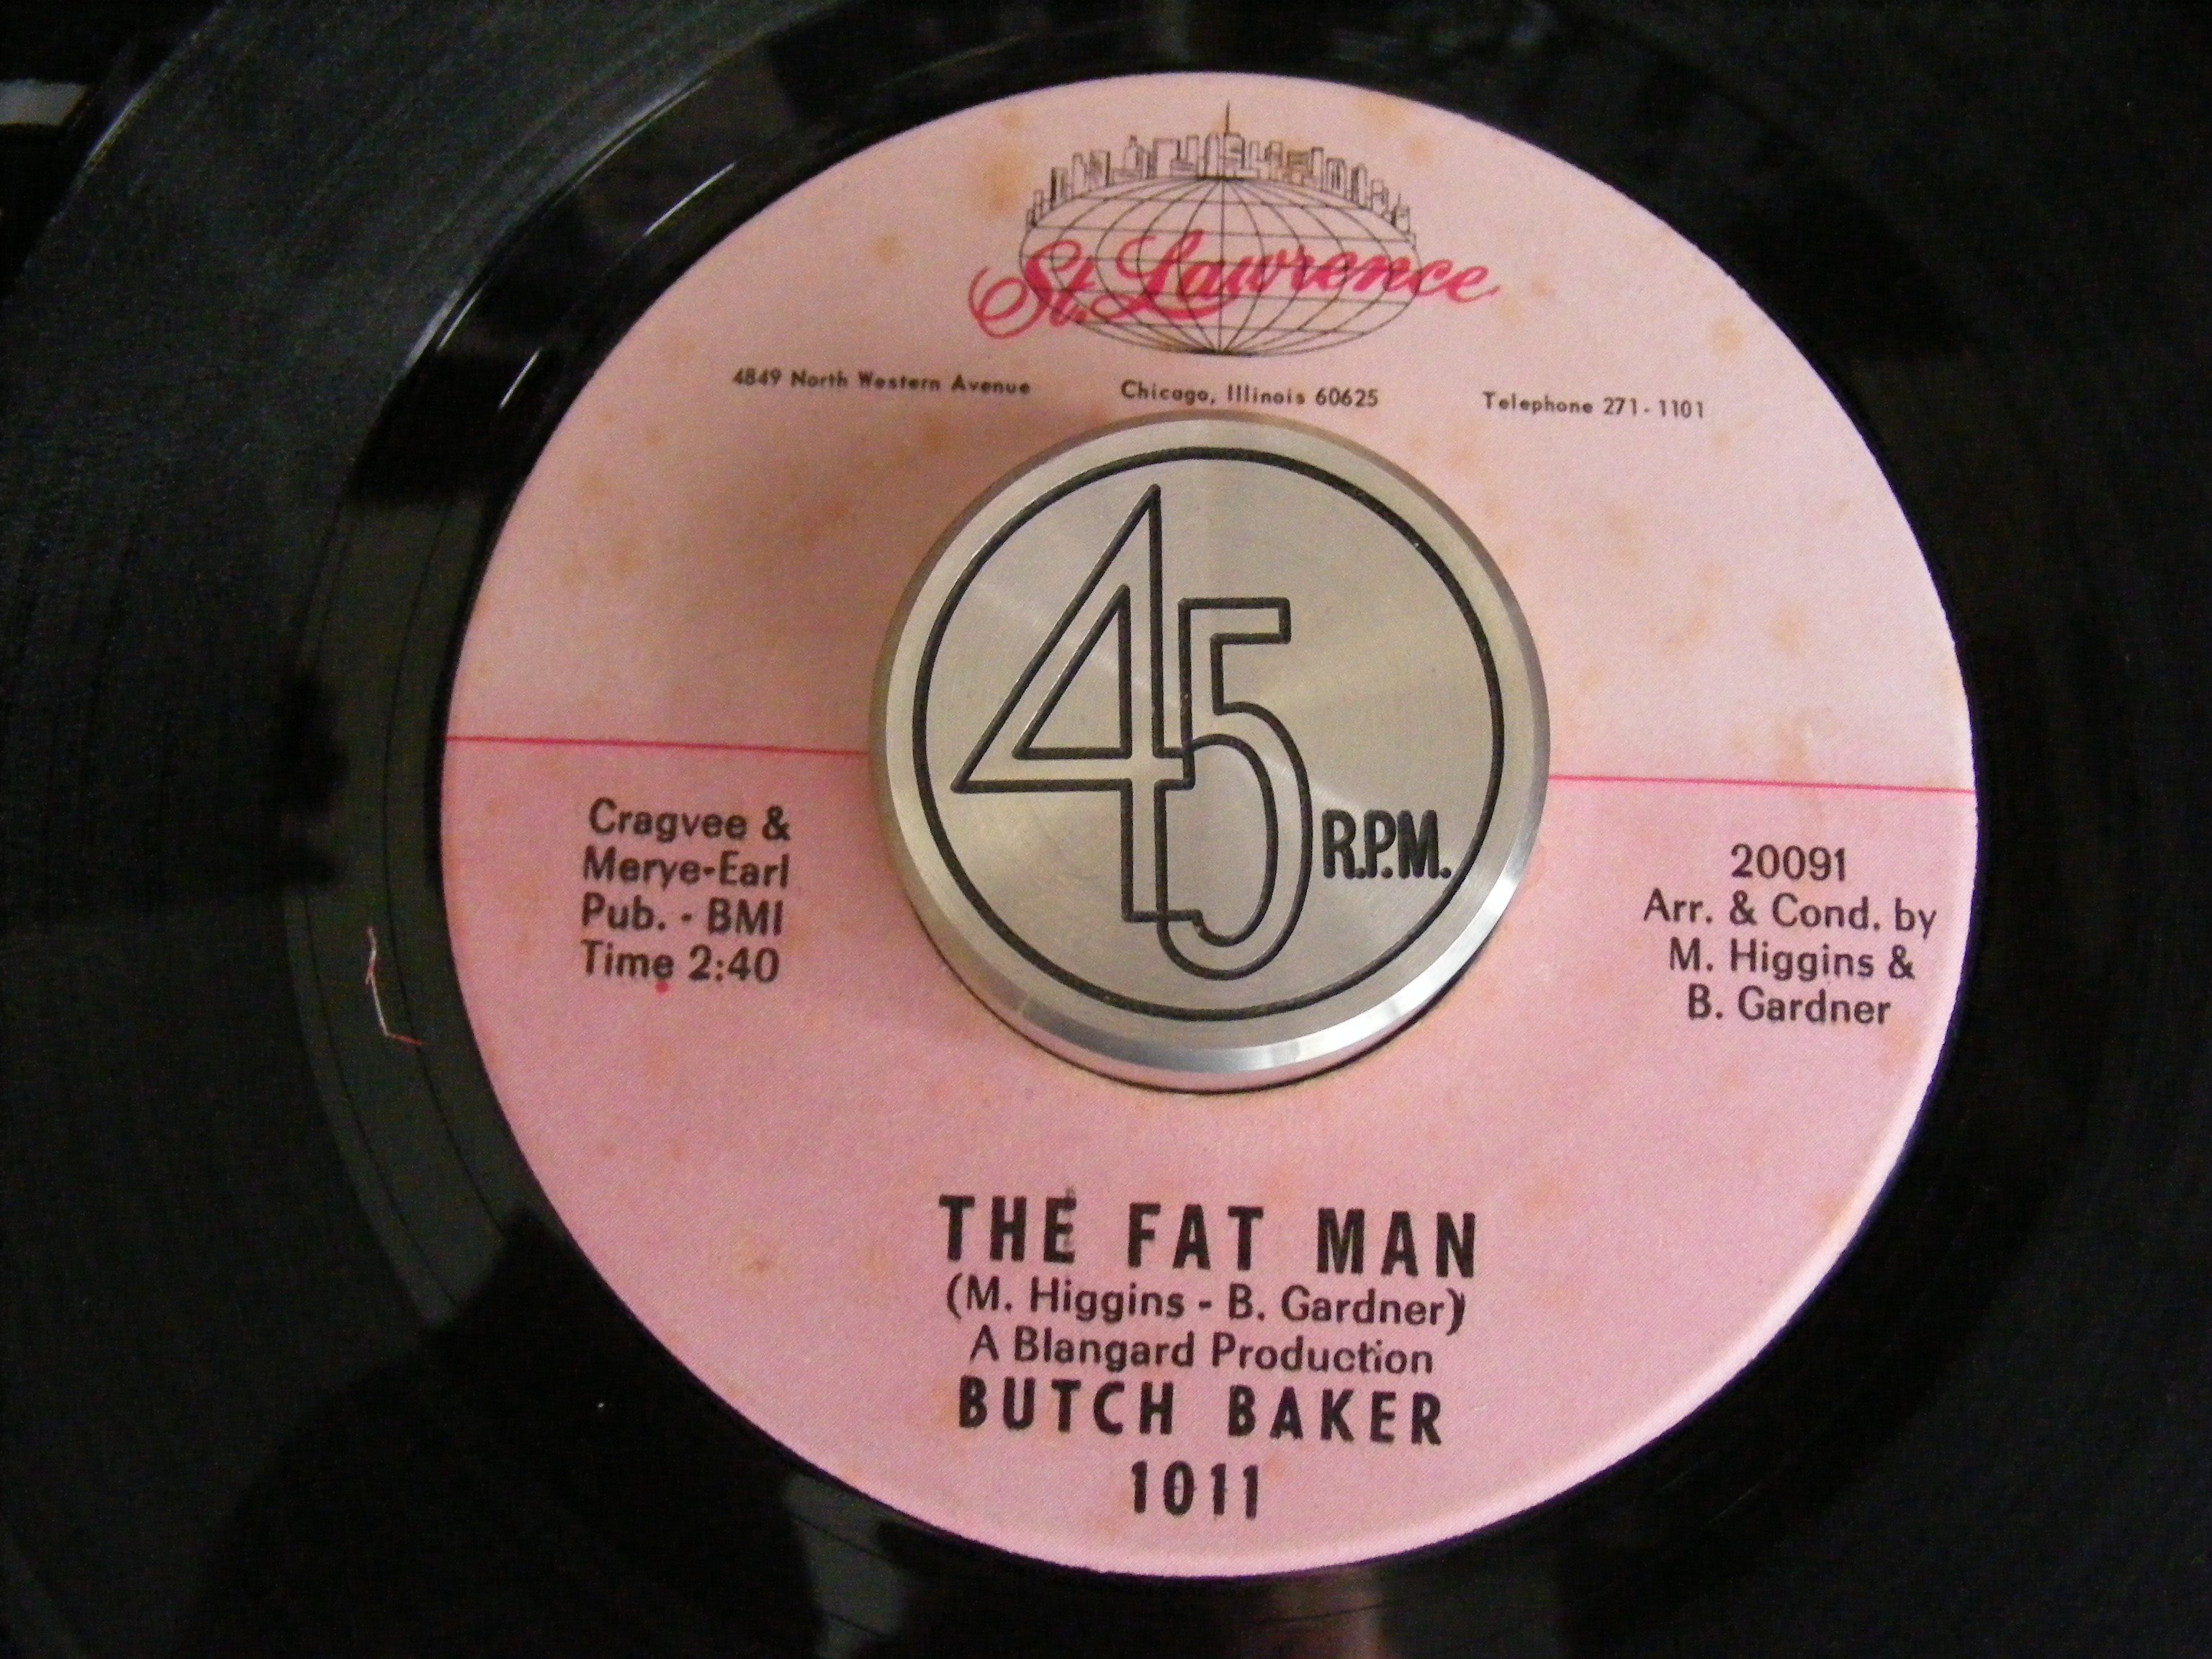 St. Lawrence
4849 North Western Avenue Chicago, Illinois 60625 Telephone 271-1101
45 R.P.M.
Cragvee &
Merye-Earl
Pub. - BMI
Time 2:40
20091
Arr. & Cond. by
M. Higgins &
B. Gardner
THE FAT MAN
(M. Higgins - B. Gardner)
A Blangard Production
BUTCH BAKER
1011